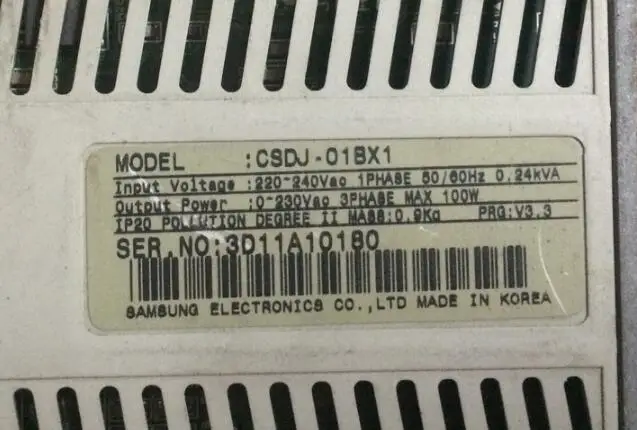 MODEL :CSDJ-01BX1
Input Voltage :220~240Vac 1PHASE 50/60Hz 0.24kVA
Output Power :0~230Vac 3PHASE MAX 100W
IP20 POLLUTION DEGREE II MASS:0.9Kg PRG:V3.3
SER.NO:3D11A10180
SAMSUNG ELECTRONICS CO.,LTD MADE IN KOREA